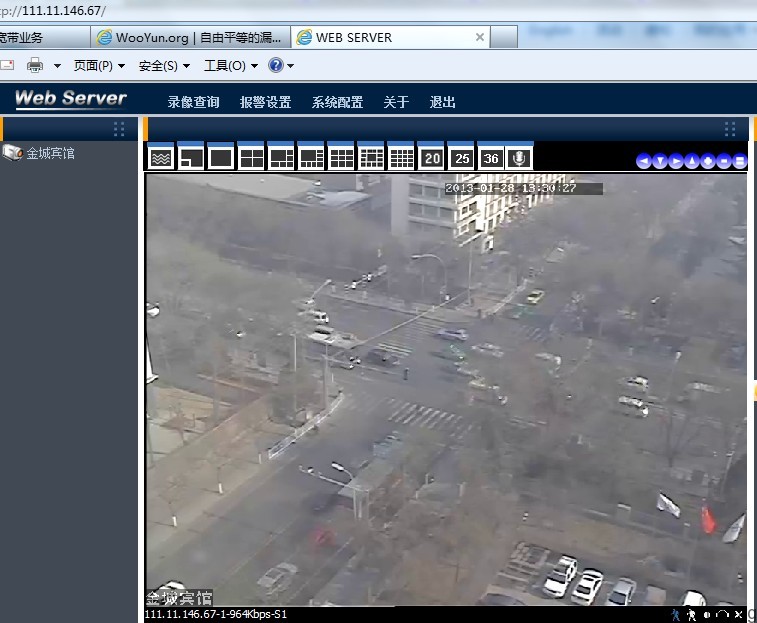 tp://111.11.146.67/
宽带业务
WooYun.org | 自由平等的漏...
WEB SERVER
页面(P)
安全(S)
工具(O)
Web Server
录像查询
报警设置
系统配置
关于
退出
金城宾馆
20
25
36
2013-01-28 13:30:27
金城宾馆
111.11.146.67-1-964Kbps-S1